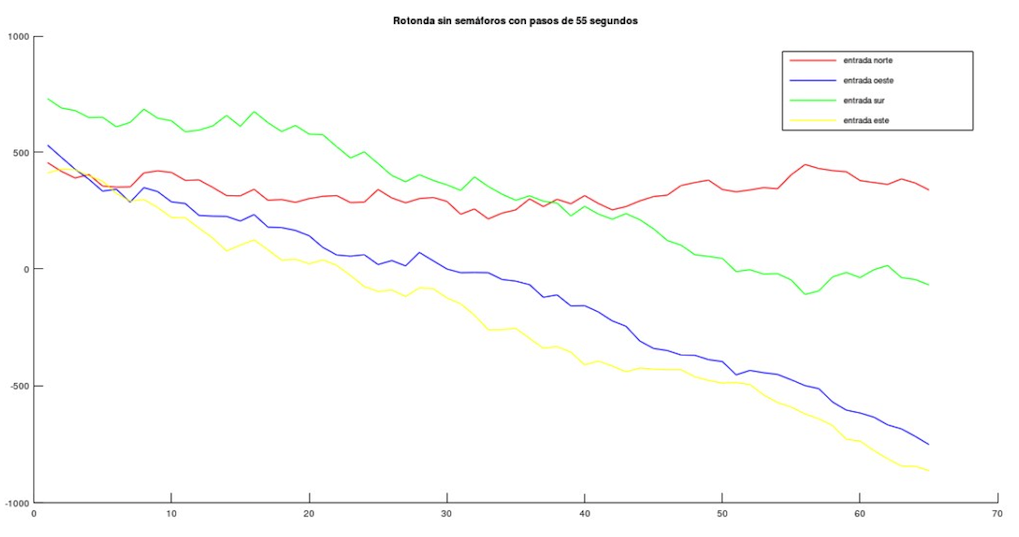 Rotonda sin semáforos con pasos de 55 segundos
1000
entrada norte
entrada oeste
entrada sur
entrada este
500
0
-500
-1000
0 10 20 30 40 50 60 70